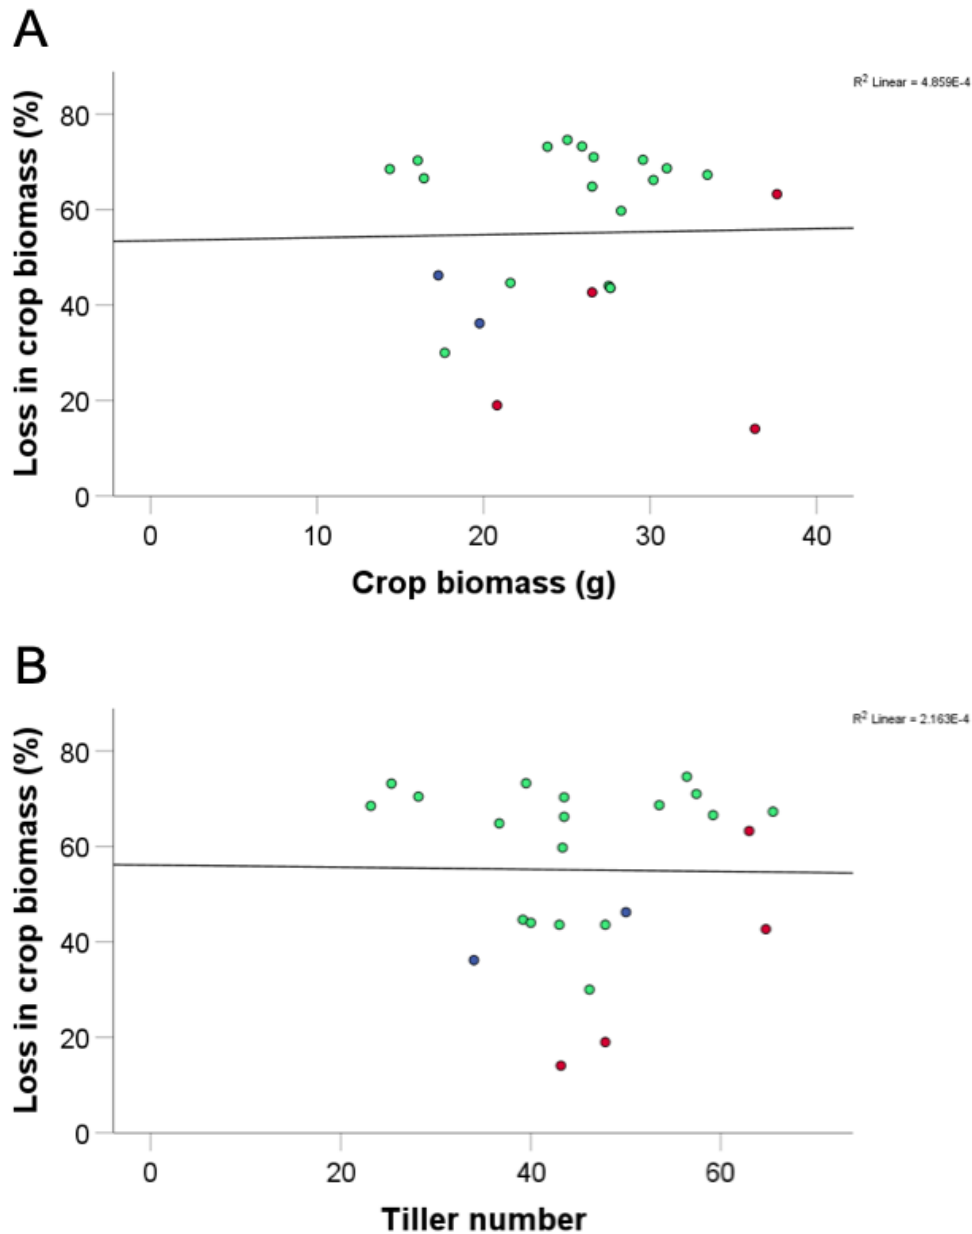 A
R² Linear = 4.859E-4
Loss in crop biomass (%)
80
60
40
20
0
0 10 20 30 40
Crop biomass (g)
B
R² Linear = 2.163E-4
Loss in crop biomass (%)
80
60
40
20
0
0 20 40 60
Tiller number